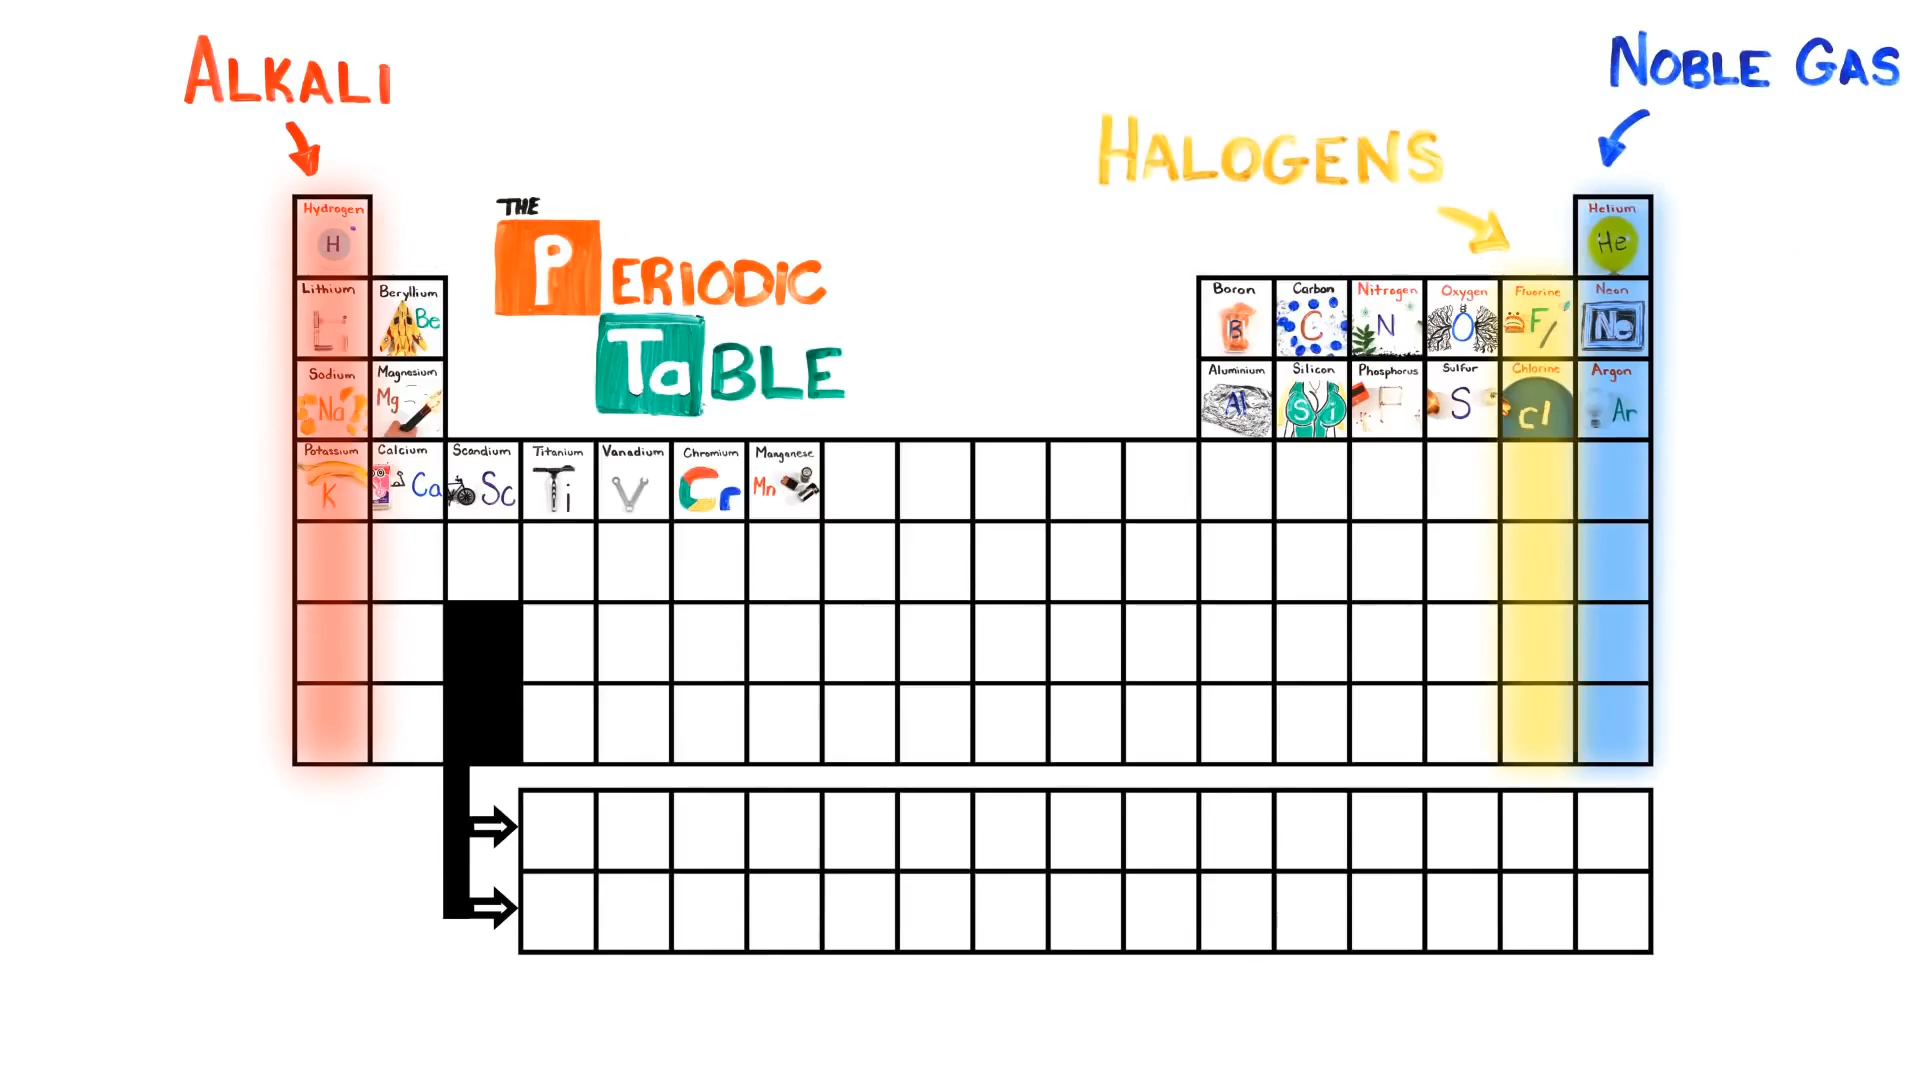 ALKALI
NOBLE GAS
HALOGENS
THE
PERIODIC
TABLE
Hydrogen
H
Helium
He
Lithium
Li
Beryllium
Be
Boron
B
Carbon
C
Nitrogen
N
Oxygen
O
Fluorine
F
Neon
Ne
Sodium
Na
Magnesium
Mg
Aluminium
Al
Silicon
Si
Phosphorus
P
Sulfur
S
Chlorine
Cl
Argon
Ar
Potassium
K
Calcium
Ca
Scandium
Sc
Titanium
Ti
Vanadium
V
Chromium
Cr
Manganese
Mn